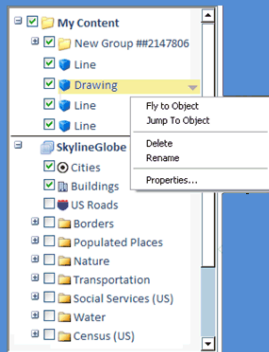 My Content
New Group ##2147806
Line
Drawing
Line
Line
Fly to Object
Jump To Object
Delete
Rename
Properties...
SkylineGlobe
Cities
Buildings
US Roads
Borders
Populated Places
Nature
Transportation
Social Services (US)
Water
Census (US)